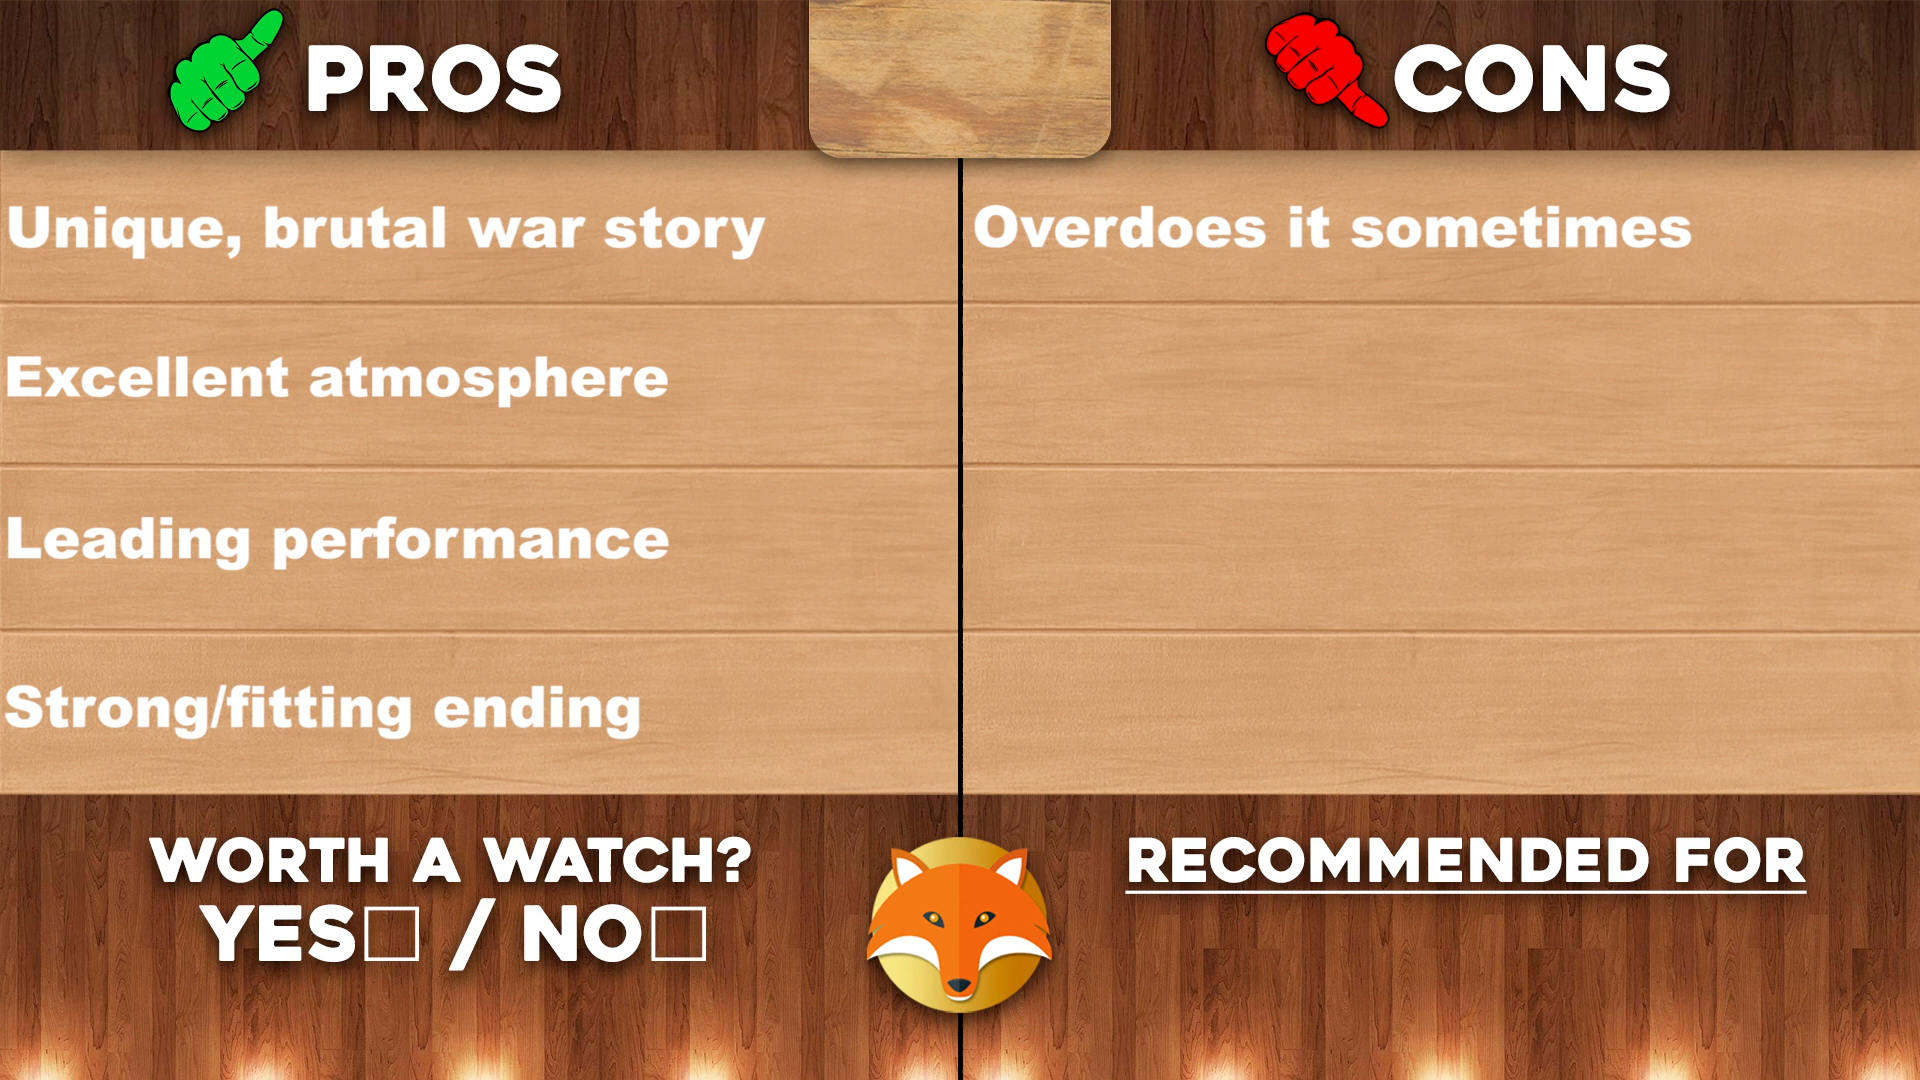 PROS
CONS
Unique, brutal war story
Overdoes it sometimes
Excellent atmosphere
Leading performance
Strong/fitting ending
WORTH A WATCH?
YES☐ / NO☐
RECOMMENDED FOR